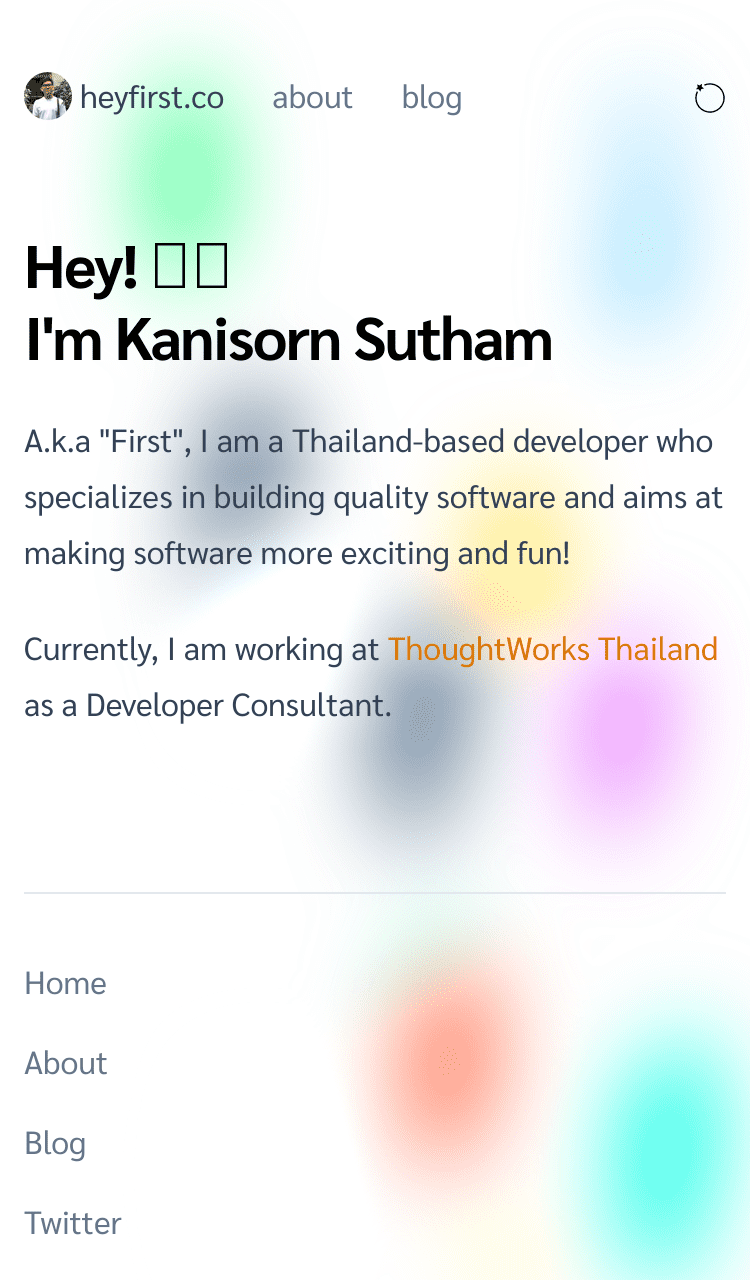 heyfirst.co about blog
Hey!
I'm Kanisorn Sutham
A.k.a "First", I am a Thailand-based developer who
specializes in building quality software and aims at
making software more exciting and fun!
Currently, I am working at ThoughtWorks Thailand
as a Developer Consultant.
Home
About
Blog
Twitter